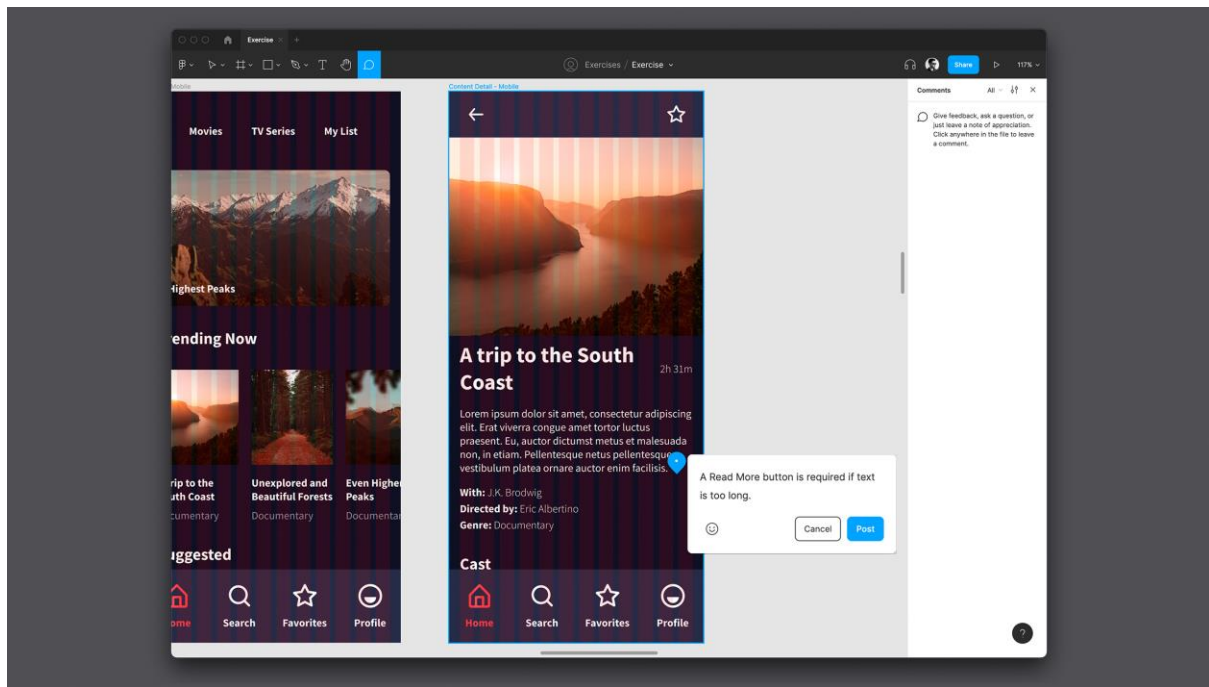 Exercise
Exercises / Exercise
Share
117%
Mobile
Movies TV Series My List
Highest Peaks
ending Now
rip to the
uth Coast
cumentary
Unexplored and
Beautiful Forests
Documentary
Even Highe
Peaks
Documentar
ggested
ome Search Favorites Profile
Content Detail - Mobile
A trip to the South
Coast
2h 31m
Lorem ipsum dolor sit amet, consectetur adipiscing
elit. Erat viverra congue amet tortor luctus
praesent. Eu, auctor dictumst metus et malesuada
non, in etiam. Pellentesque netus pellentesque
vestibulum platea ornare auctor enim facilisis.
With: J.K. Brodwig
Directed by: Eric Albertino
Genre: Documentary
Cast
Home Search Favorites Profile
A Read More button is required if text
is too long.
Cancel Post
Comments All
Give feedback, ask a question, or
just leave a note of appreciation.
Click anywhere in the file to leave
a comment.
?